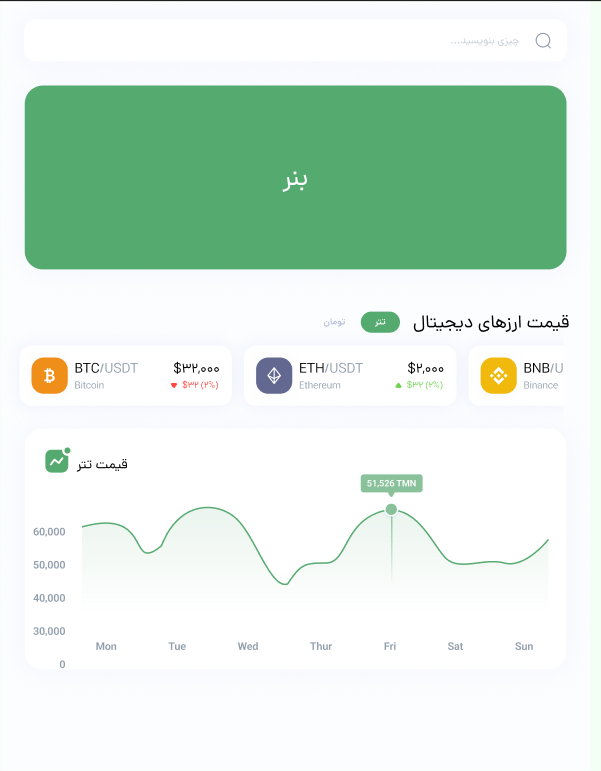 چیزی بنویسید...
بنر
قیمت ارزهای دیجیتال
تتر
تومان
BTC/USDT
$۳۲,۰۰۰
Bitcoin
$۳۲ (۲%)
ETH/USDT
$۲,۰۰۰
Ethereum
$۳۲ (۲%)
BNB/U
Binance
قیمت تتر
51,526 TMN
60,000
50,000
40,000
30,000
0
Mon
Tue
Wed
Thur
Fri
Sat
Sun